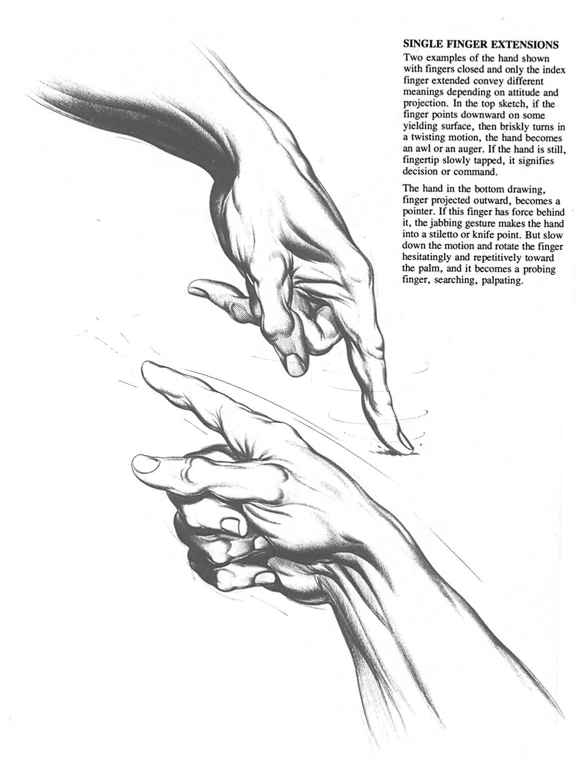 SINGLE FINGER EXTENSIONS
Two examples of the hand shown
with fingers closed and only the index
finger extended convey different
meanings depending on attitude and
projection. In the top sketch, if the
finger points downward on some
yielding surface, then briskly turns in
a twisting motion, the hand becomes
an awl or an auger. If the hand is still,
fingertip slowly tapped, it signifies
decision or command.
The hand in the bottom drawing,
finger projected outward, becomes a
pointer. If this finger has force behind
it, the jabbing gesture makes the hand
into a stiletto or knife point. But slow
down the motion and rotate the finger
hesitatingly and repetitively toward
the palm, and it becomes a probing
finger, searching, palpating.